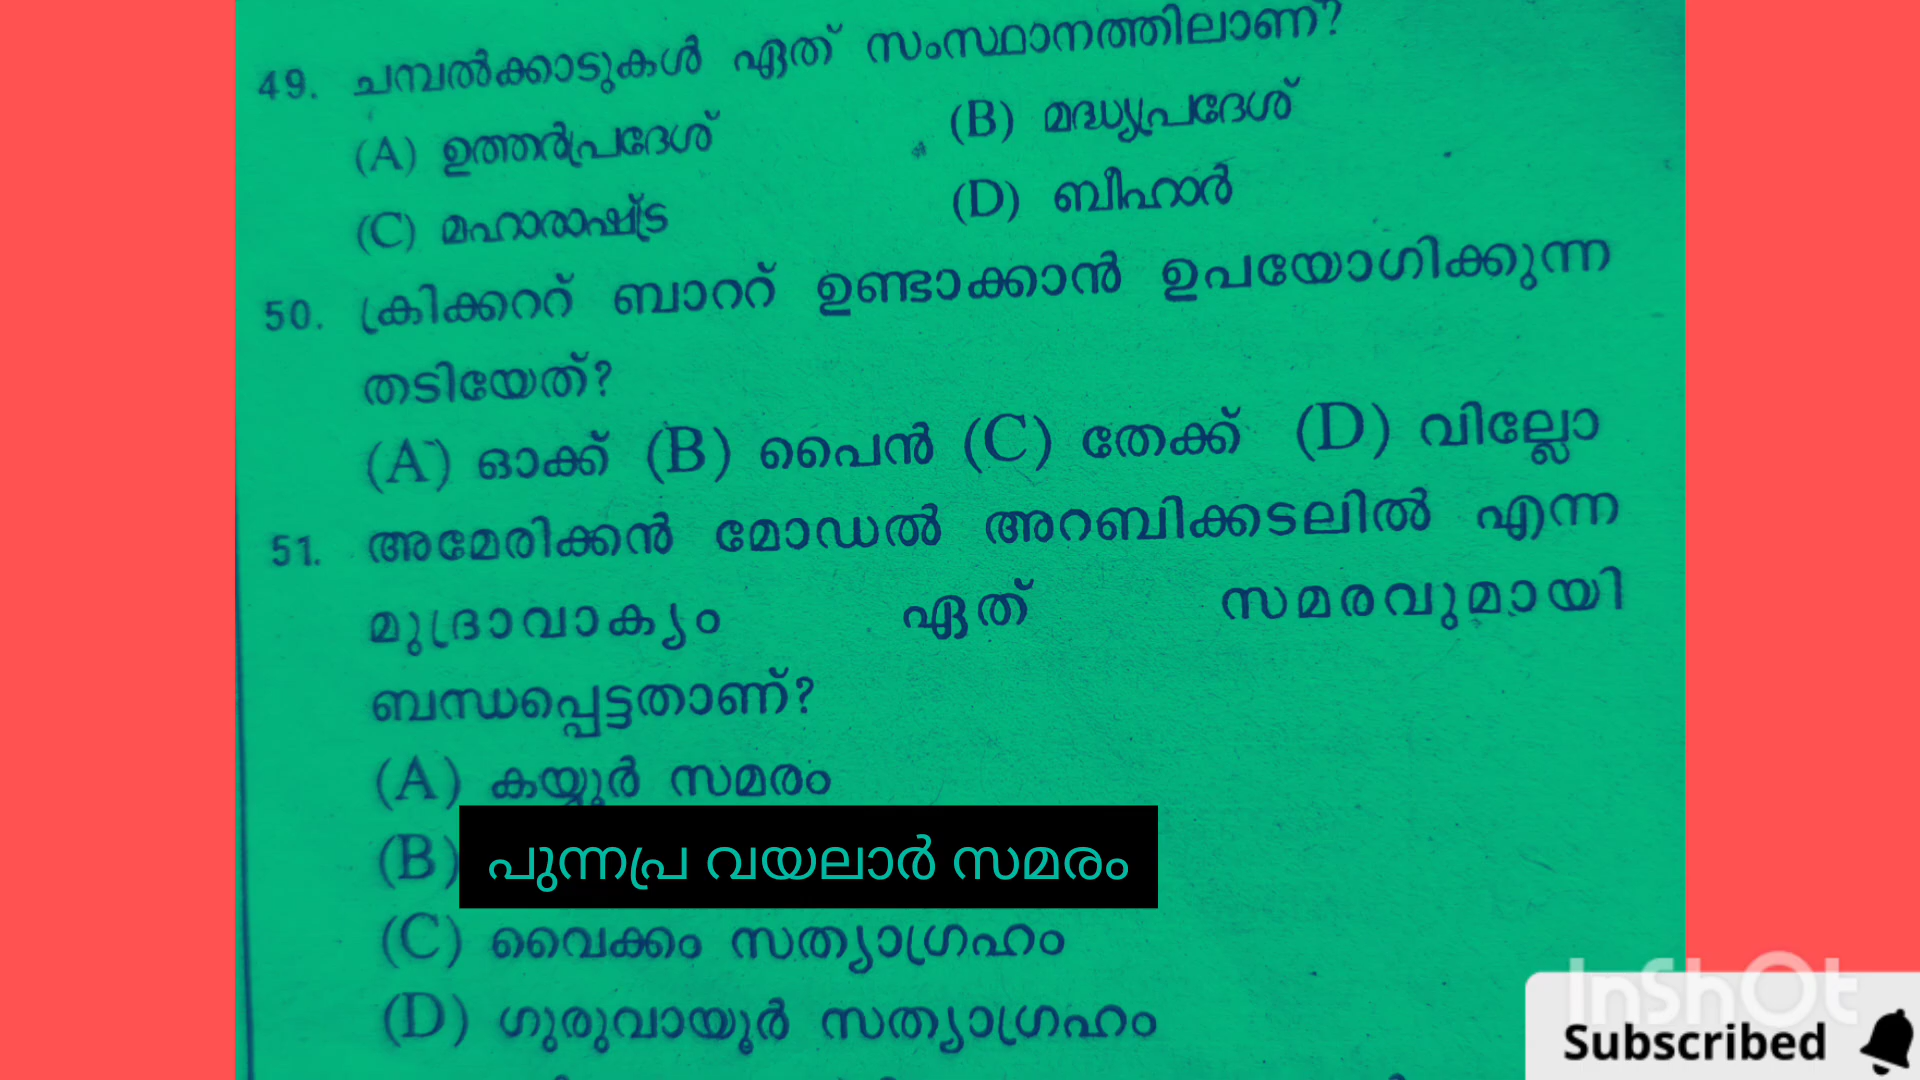 49. ചമ്പൽക്കാടുകൾ ഏത് സംസ്ഥാനത്തിലാണ്?
(A) ഉത്തർപ്രദേശ് (B) മദ്ധ്യപ്രദേശ്
(C) മഹാരാഷ്ട്ര (D) ബീഹാർ
50. ക്രിക്കററ് ബാററ് ഉണ്ടാക്കാൻ ഉപയോഗിക്കുന്ന
തടിയേത്?
(A) ഓക്ക് (B) പൈൻ (C) തേക്ക് (D) വില്ലോ
51. അമേരിക്കൻ മോഡൽ അറബിക്കടലിൽ എന്ന
മുദ്രാവാക്യം ഏത് സമരവുമായി
ബന്ധപ്പെട്ടതാണ്?
(A) കയ്യൂർ സമരം
(B) പുന്നപ്ര വയലാർ സമരം
(C) വൈക്കം സത്യാഗ്രഹം
(D) ഗുരുവായൂർ സത്യാഗ്രഹം
InShOt
Subscribed